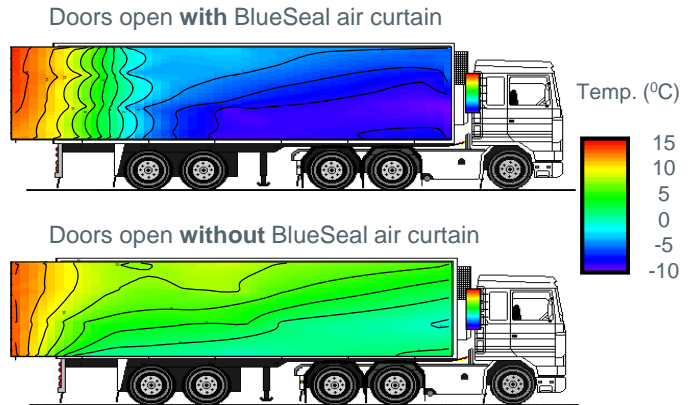 Doors open with BlueSeal air curtain
Temp. (⁰C)
15
10
5
0
-5
-10
Doors open without BlueSeal air curtain